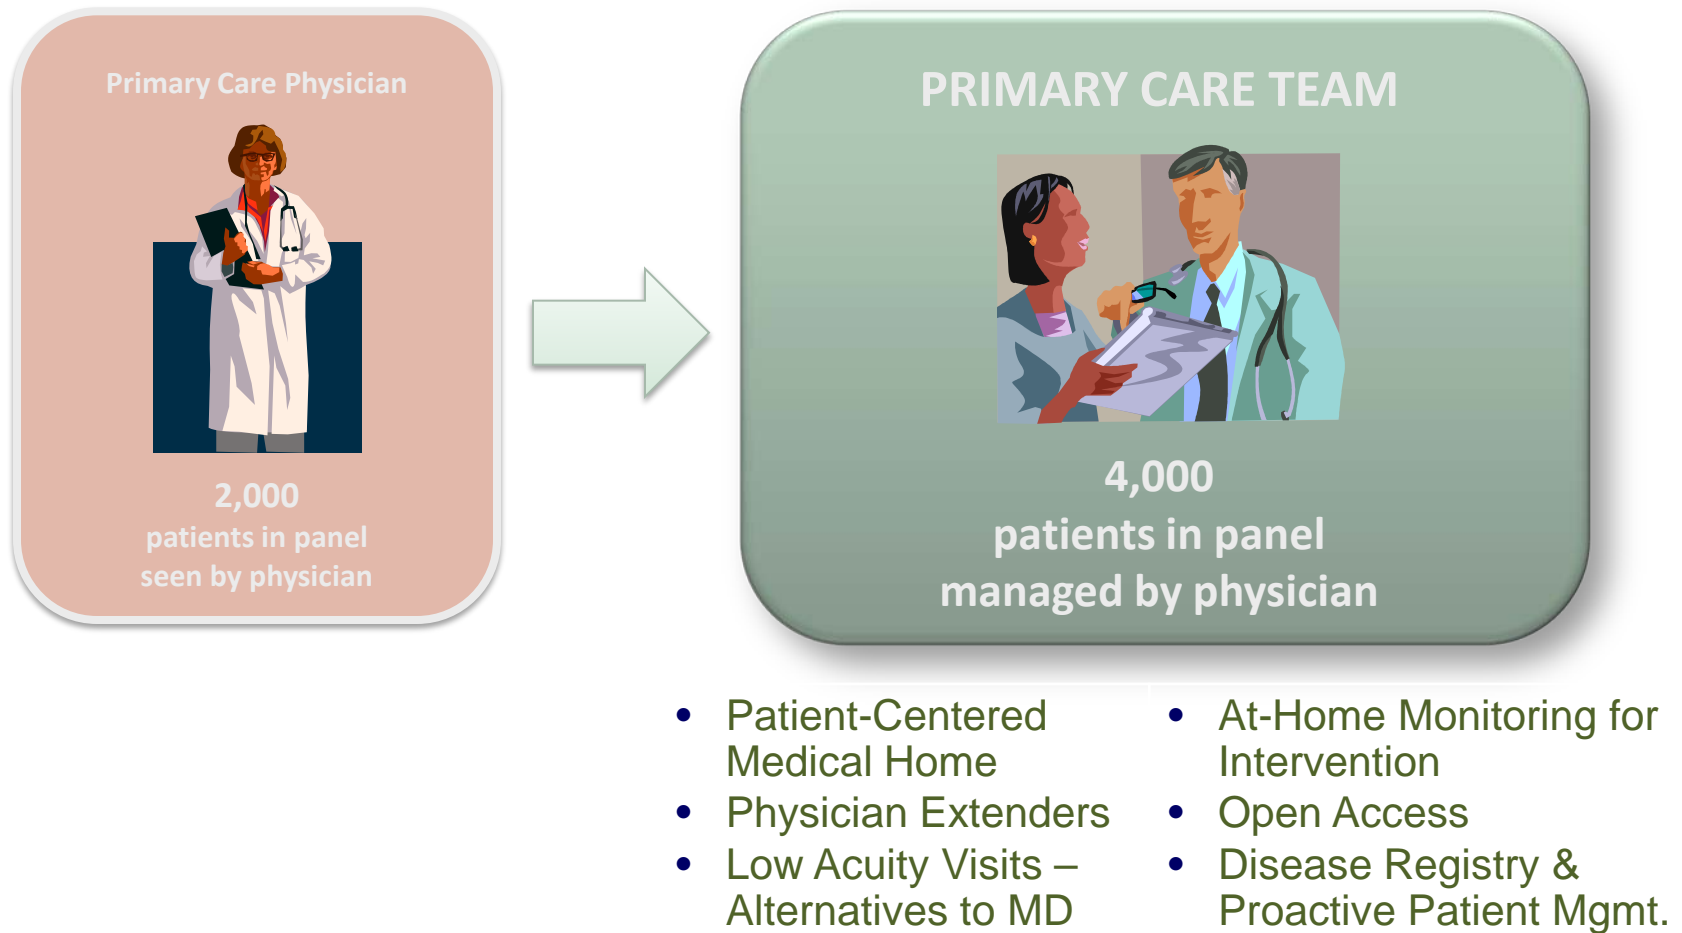 Primary Care Physician
2,000
patients in panel
seen by physician
PRIMARY CARE TEAM
4,000
patients in panel
managed by physician
• Patient-Centered
Medical Home
• Physician Extenders
• Low Acuity Visits –
Alternatives to MD
• At-Home Monitoring for
Intervention
• Open Access
• Disease Registry &
Proactive Patient Mgmt.